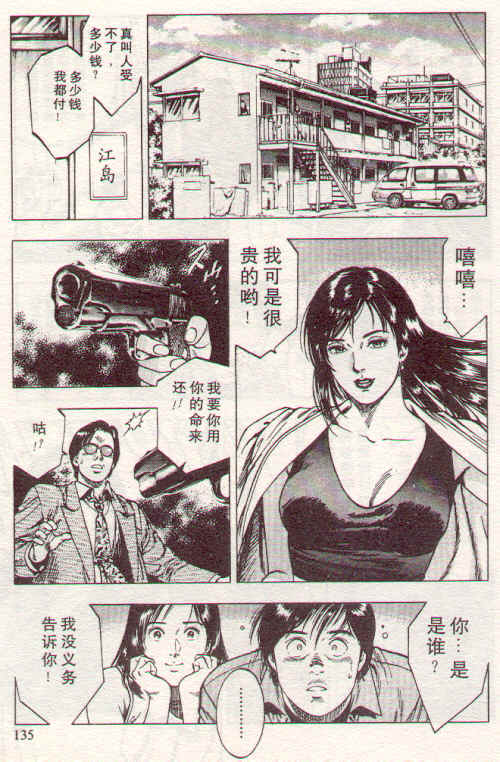 真叫人受
不了，
多少钱？
多少钱
我都付！
江岛
嘻嘻…
我可是很
贵的哟！
我要你用
你的命来
还!!
咕!?
你…是
是谁？
…………
我没义务
告诉你！
135